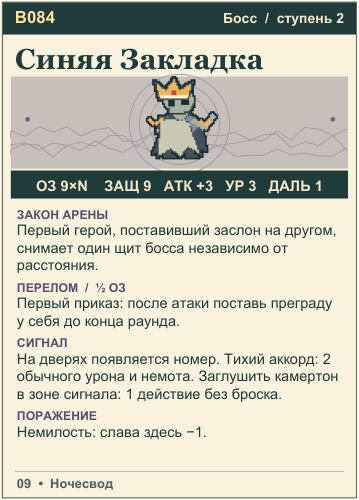 B084
Босс / ступень 2
Синяя Закладка
ОЗ 9×N ЗАЩ 9 АТК +3 УР 3 ДАЛЬ 1
ЗАКОН АРЕНЫ
Первый герой, поставивший заслон на другом,
снимает один щит босса независимо от
расстояния.
ПЕРЕЛОМ / ½ ОЗ
Первый приказ: после атаки поставь преграду
у себя до конца раунда.
СИГНАЛ
На дверях появляется номер. Тихий аккорд: 2
обычного урона и немота. Заглушить камертон
в зоне сигнала: 1 действие без броска.
ПОРАЖЕНИЕ
Немилость: слава здесь −1.
09 • Ночесвод